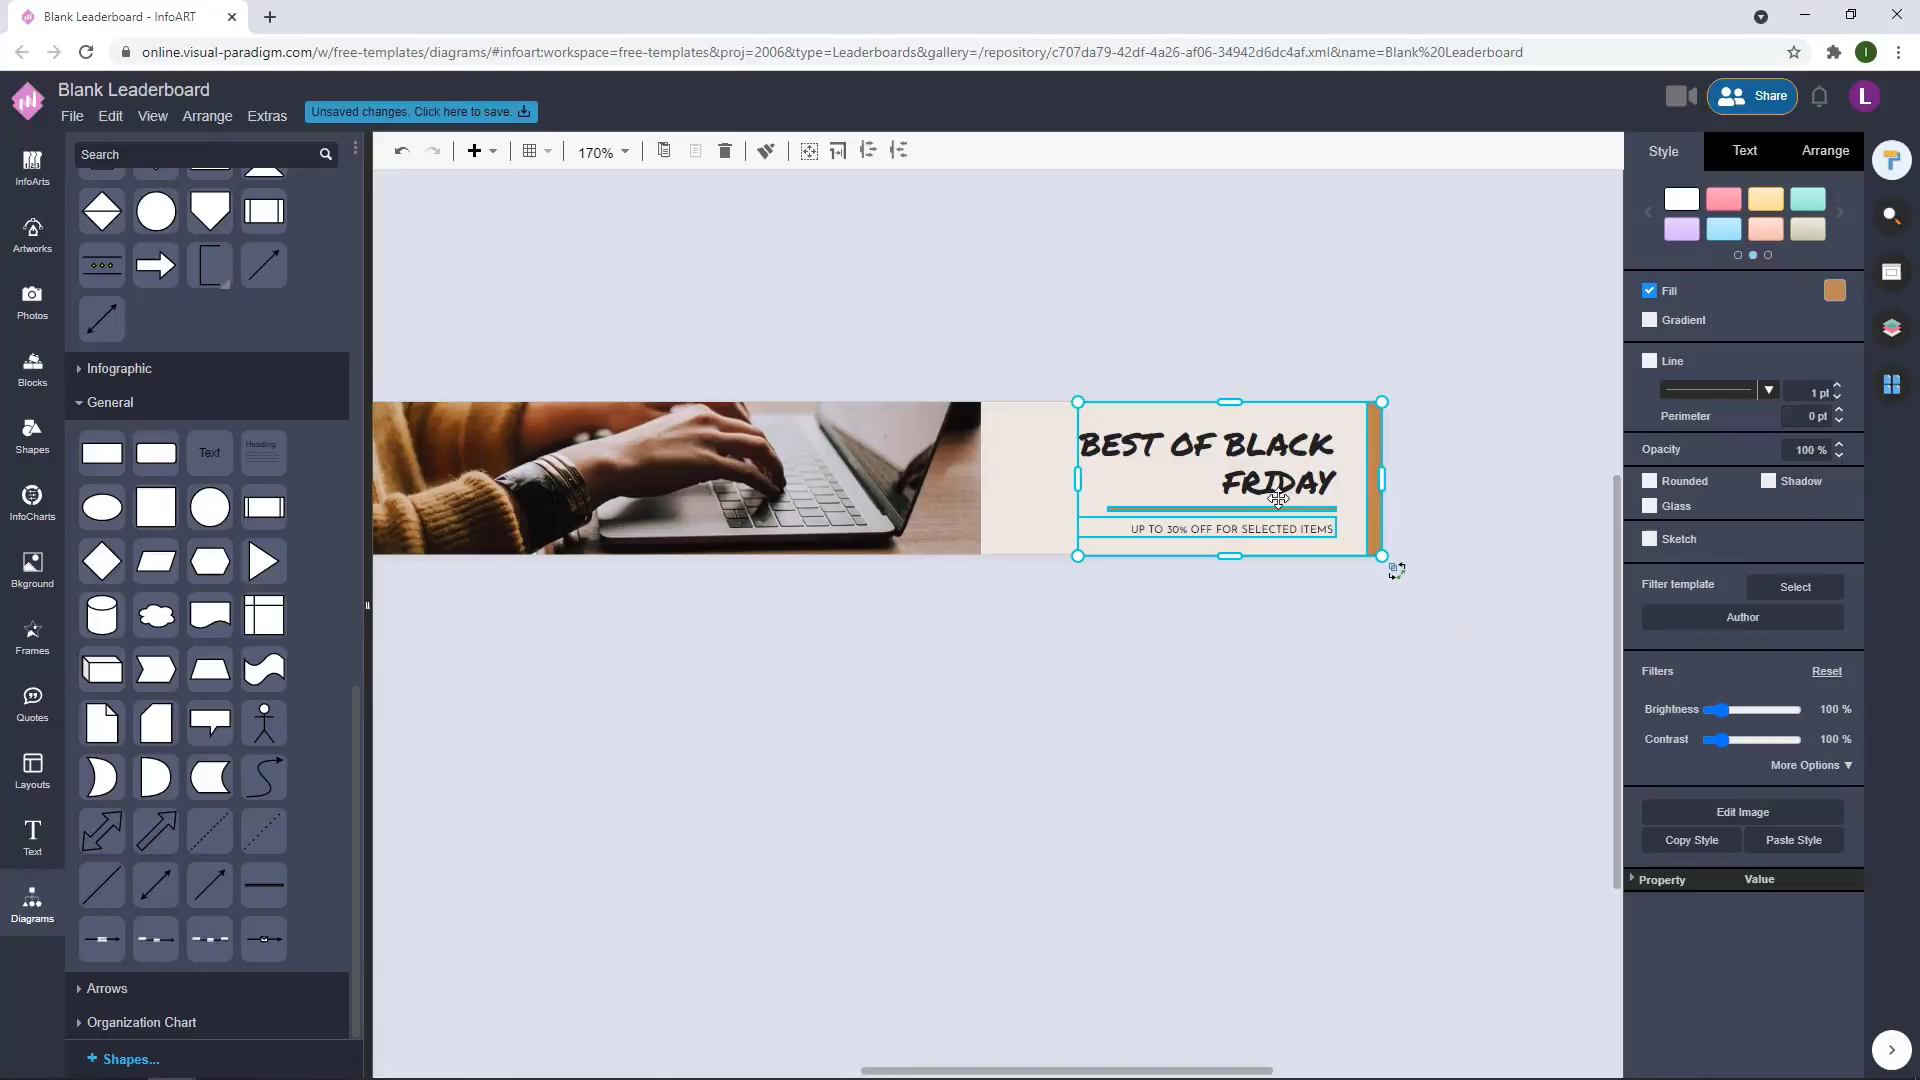 Blank Leaderboard - InfoART
online.visual-paradigm.com/w/free-templates/diagrams/#infoart:workspace=free-templates&proj=2006&type=Leaderboards&gallery=/repository/c707da79-42df-4a26-af06-34942d6dc4af.xml&name=Blank%20Leaderboard
I
Blank Leaderboard
File Edit View Arrange Extras
Unsaved changes. Click here to save.
Share
L
Search
170%
InfoArts
Artworks
Photos
Blocks
Shapes
InfoCharts
Bkground
Frames
Quotes
Layouts
Text
Diagrams
Infographic
General
Text
Heading
Arrows
Organization Chart
+ Shapes...
BEST OF BLACK
FRIDAY
UP TO 30% OFF FOR SELECTED ITEMS
Style Text Arrange
Fill
Gradient
Line
1 pt
Perimeter 0 pt
Opacity 100 %
Rounded Shadow
Glass
Sketch
Filter template Select
Author
Filters Reset
Brightness 100 %
Contrast 100 %
More Options ▼
Edit Image
Copy Style Paste Style
Property Value